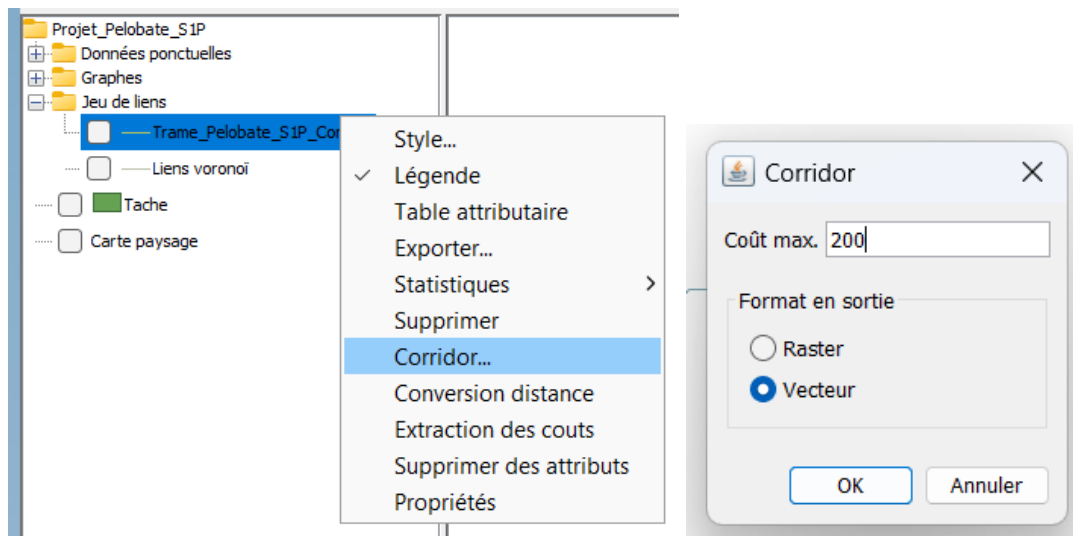 Projet_Pelobate_S1P
Données ponctuelles
Graphes
Jeu de liens
Trame_Pelobate_S1P_Cor
Liens voronoï
Tache
Carte paysage
Style...
Légende
Table attributaire
Exporter...
Statistiques
Supprimer
Corridor...
Conversion distance
Extraction des couts
Supprimer des attributs
Propriétés
Corridor
Coût max. 200
Format en sortie
Raster
Vecteur
OK Annuler